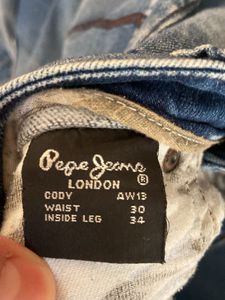 Pepe Jeans
LONDON ®
CODY AW13
WAIST 30
INSIDE LEG 34